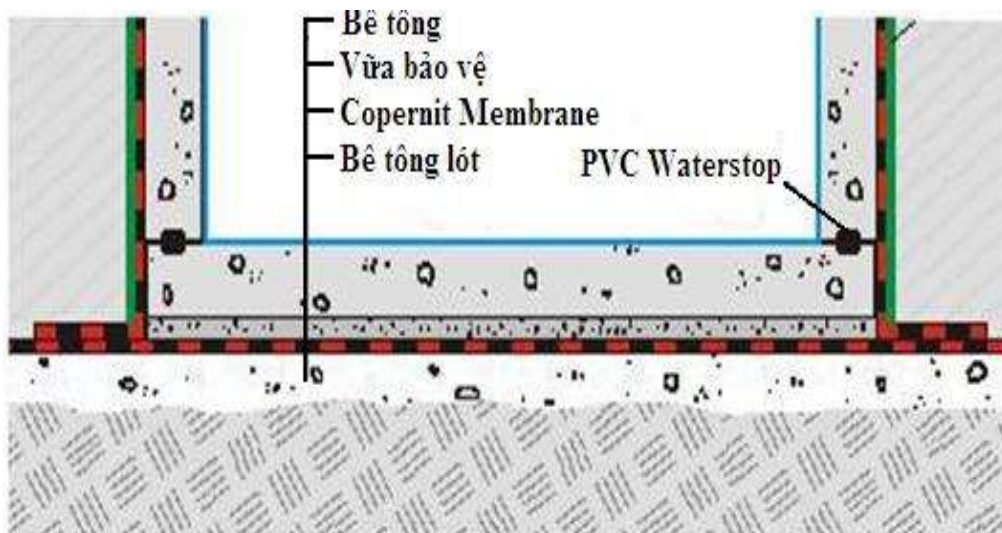 Bê tông
Vữa bảo vệ
Copernit Membrane
Bê tông lót
PVC Waterstop